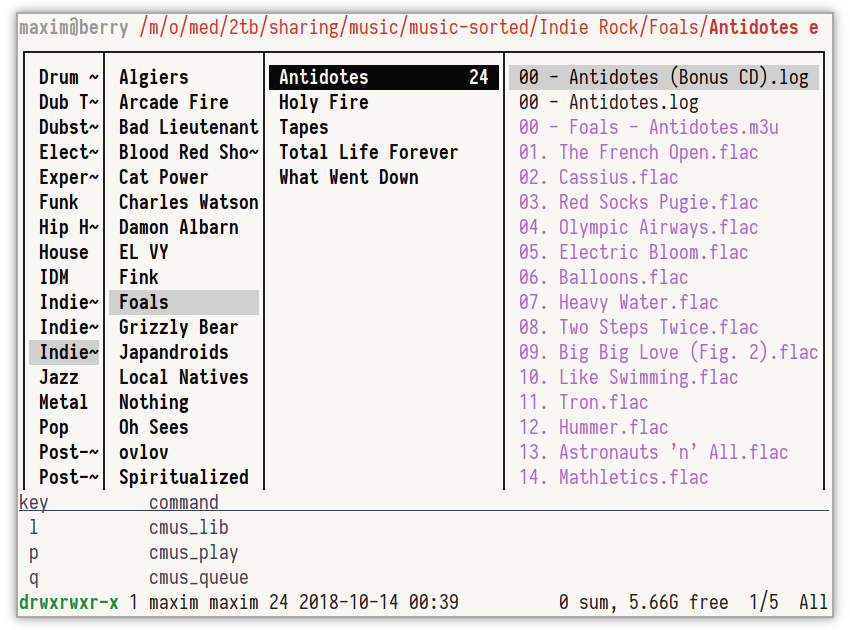 maxim@berry /m/o/med/2tb/sharing/music/music-sorted/Indie Rock/Foals/Antidotes e
Drum ~ Algiers Antidotes 24 00 - Antidotes (Bonus CD).log
Dub T~ Arcade Fire Holy Fire 00 - Antidotes.log
Dubst~ Bad Lieutenant Tapes 00 - Foals - Antidotes.m3u
Elect~ Blood Red Sho~ Total Life Forever 01. The French Open.flac
Exper~ Cat Power What Went Down 02. Cassius.flac
Funk Charles Watson 03. Red Socks Pugie.flac
Hip H~ Damon Albarn 04. Olympic Airways.flac
House EL VY 05. Electric Bloom.flac
IDM Fink 06. Balloons.flac
Indie~ Foals 07. Heavy Water.flac
Indie~ Grizzly Bear 08. Two Steps Twice.flac
Indie~ Japandroids 09. Big Big Love (Fig. 2).flac
Jazz Local Natives 10. Like Swimming.flac
Metal Nothing 11. Tron.flac
Pop Oh Sees 12. Hummer.flac
Post-~ ovlov 13. Astronauts 'n' All.flac
Post-~ Spiritualized 14. Mathletics.flac
key command
l cmus_lib
p cmus_play
q cmus_queue
drwxrwxr-x 1 maxim maxim 24 2018-10-14 00:39 0 sum, 5.66G free 1/5 All